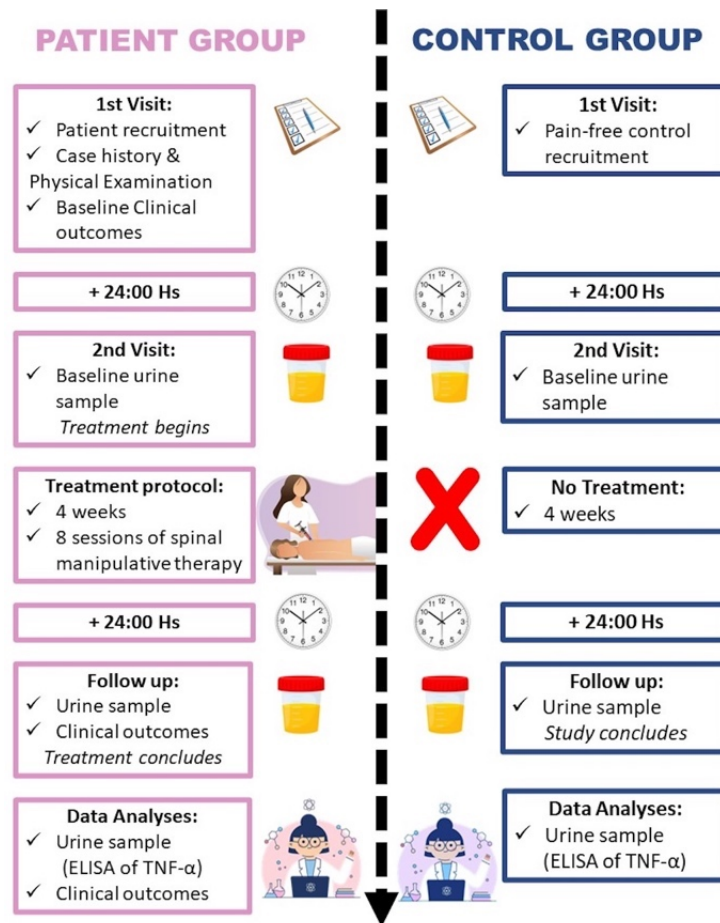 PATIENT GROUP
1st Visit:
✓ Patient recruitment
✓ Case history &
Physical Examination
✓ Baseline Clinical
outcomes
+ 24:00 Hs
2nd Visit:
✓ Baseline urine
sample
Treatment begins
Treatment protocol:
✓ 4 weeks
✓ 8 sessions of spinal
manipulative therapy
+ 24:00 Hs
Follow up:
✓ Urine sample
✓ Clinical outcomes
Treatment concludes
Data Analyses:
✓ Urine sample
(ELISA of TNF-α)
✓ Clinical outcomes
CONTROL GROUP
1st Visit:
✓ Pain-free control
recruitment
+ 24:00 Hs
2nd Visit:
✓ Baseline urine
sample
No Treatment:
✓ 4 weeks
+ 24:00 Hs
Follow up:
✓ Urine sample
Study concludes
Data Analyses:
✓ Urine sample
(ELISA of TNF-α)